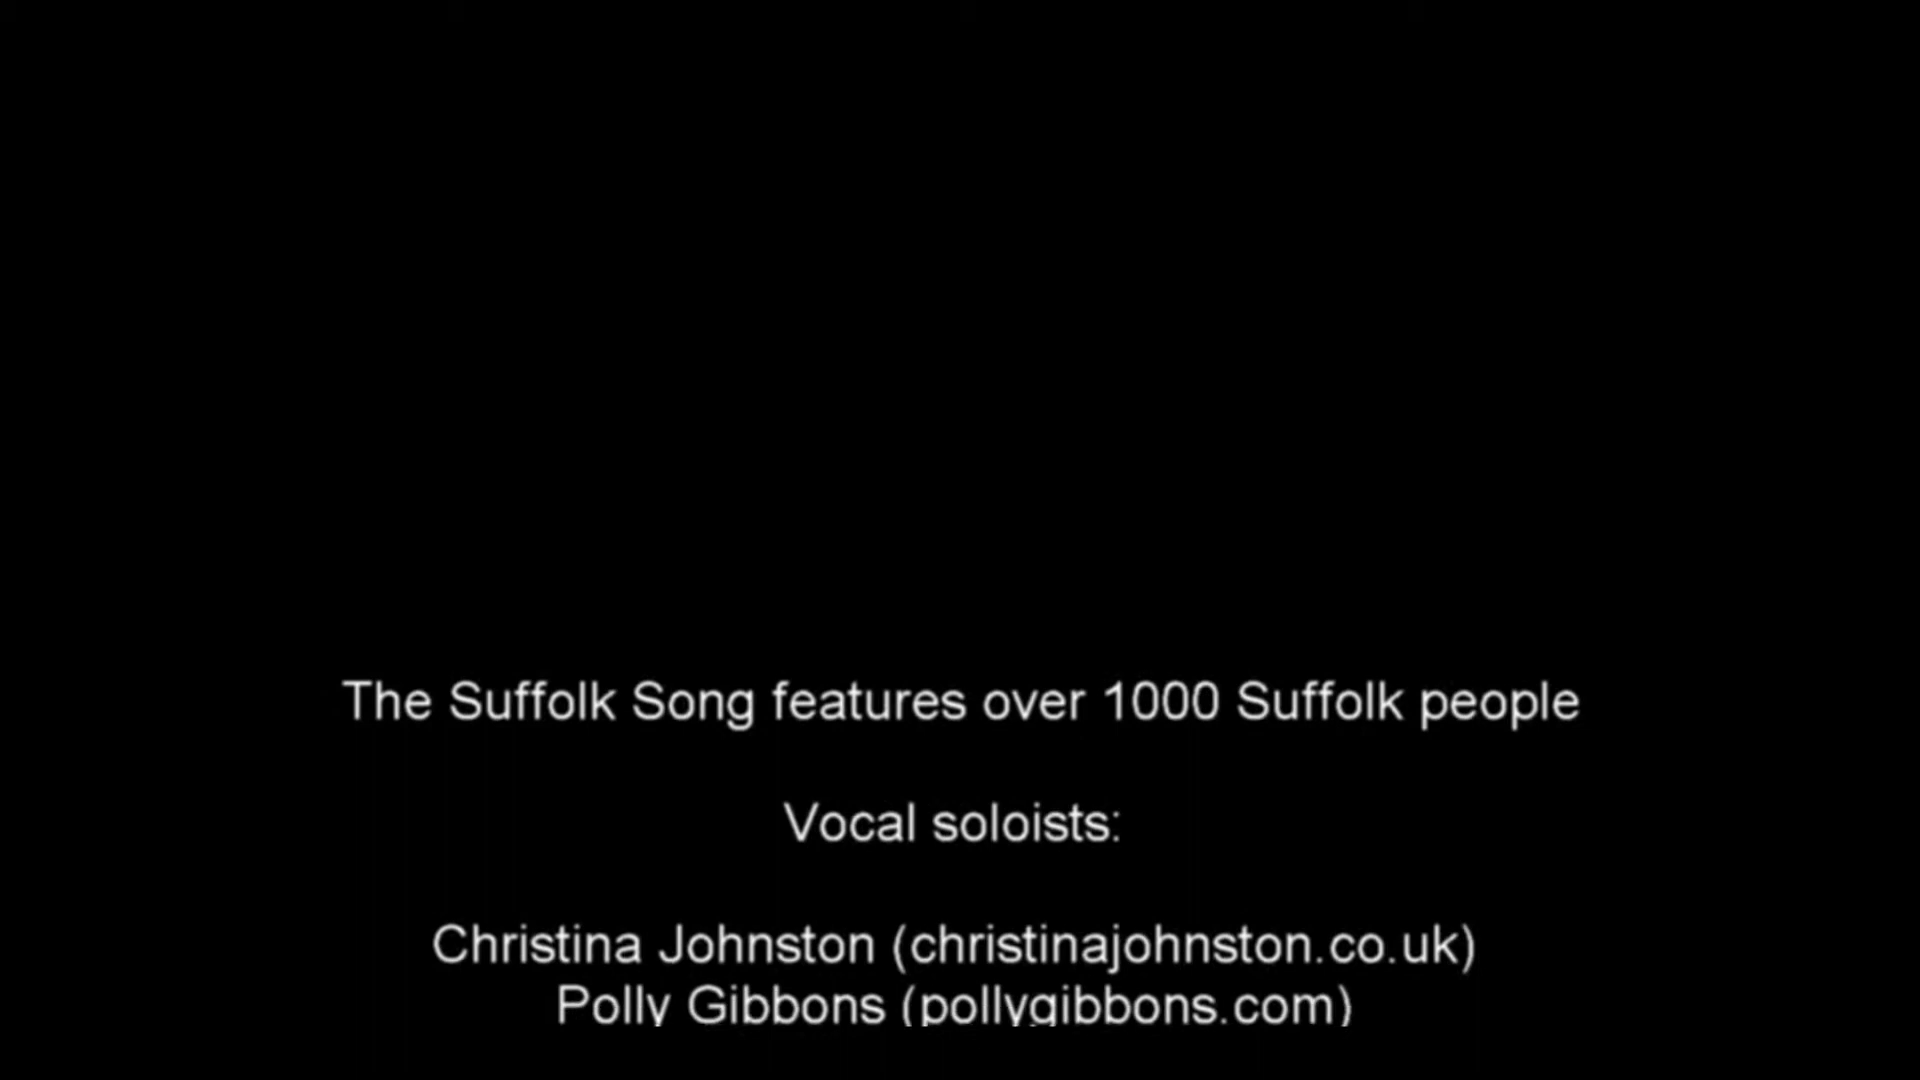 The Suffolk Song features over 1000 Suffolk people
Vocal soloists:
Christina Johnston (christinajohnston.co.uk)
Polly Gibbons (pollygibbons.com)